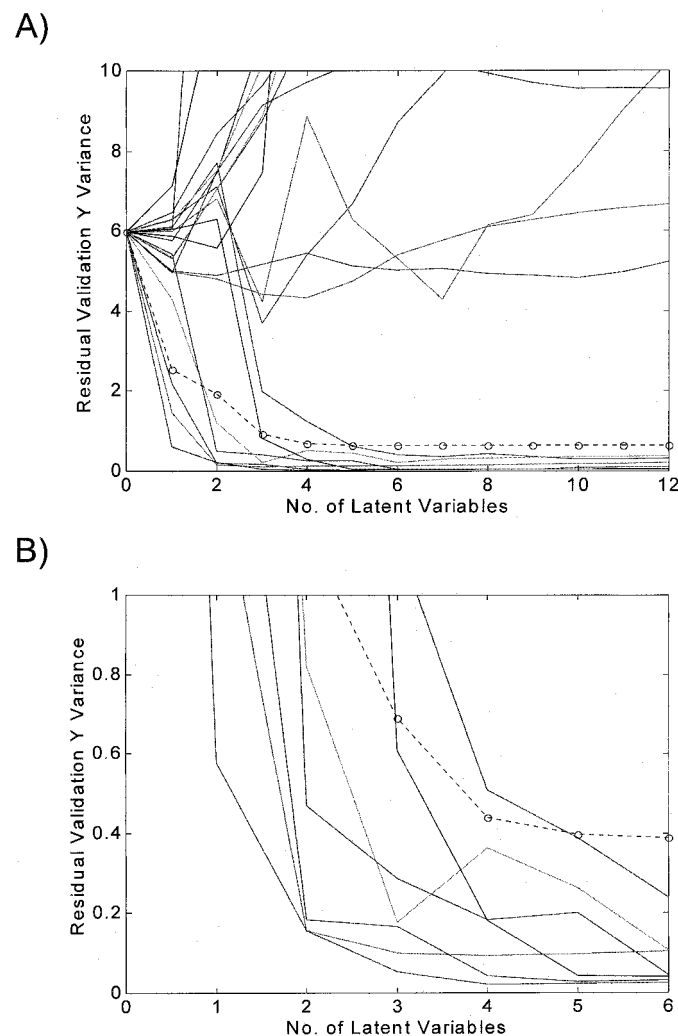 A)
10
8
6
4
2
0
Residual Validation Y Variance
0 2 4 6 8 10 12
No. of Latent Variables
B)
1
0.8
0.6
0.4
0.2
0
Residual Validation Y Variance
0 1 2 3 4 5 6
No. of Latent Variables